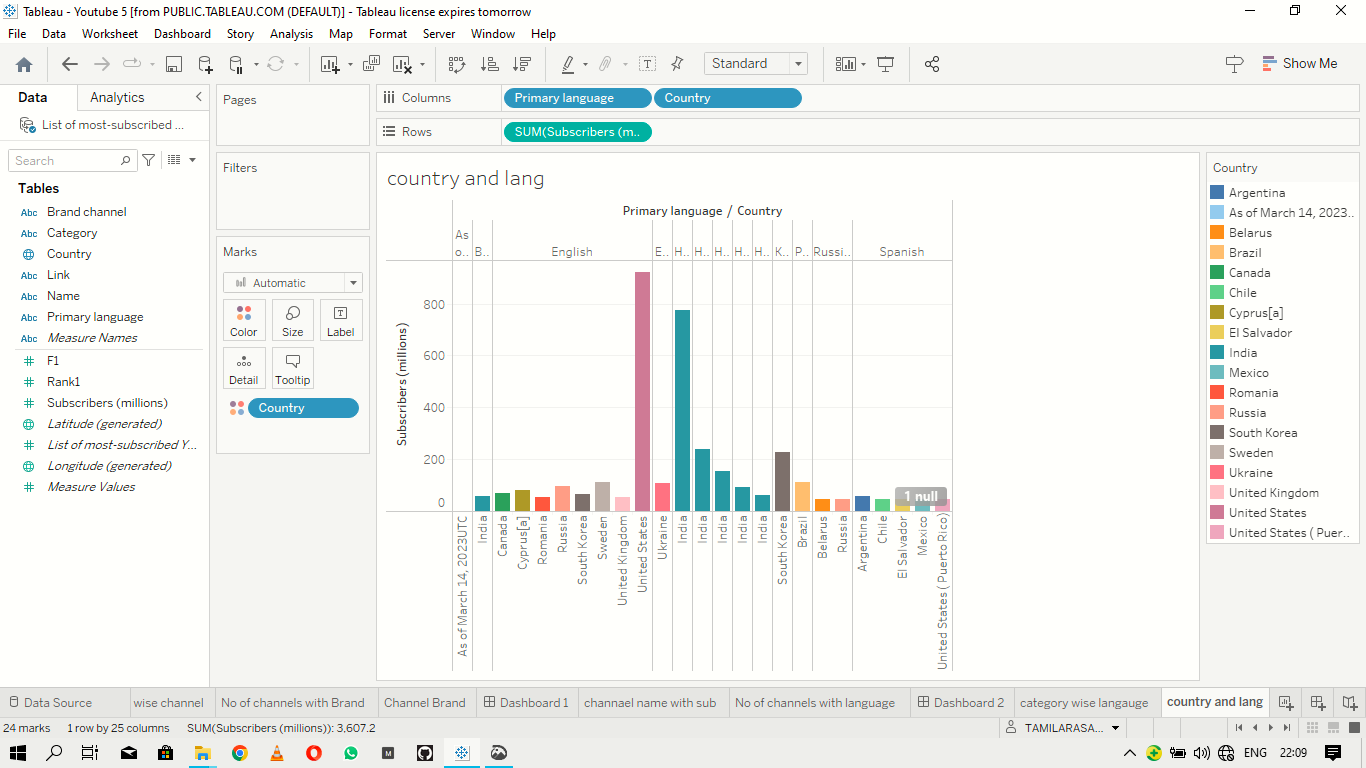 Tableau - Youtube 5 [from PUBLIC.TABLEAU.COM (DEFAULT)] - Tableau license expires tomorrow
File Data Worksheet Dashboard Story Analysis Map Format Server Window Help
Standard
Show Me
Data Analytics
List of most-subscribed ...
Search
Tables
Abc Brand channel
Abc Category
Country
Abc Link
Abc Name
Abc Primary language
Abc Measure Names
F1
Rank1
Subscribers (millions)
Latitude (generated)
List of most-subscribed Y...
Longitude (generated)
Measure Values
Pages
Filters
Marks
Automatic
Color Size Label
Detail Tooltip
Country
Columns Primary language Country
Rows SUM(Subscribers (m..
country and lang
Primary language / Country
As o.. B.. English E.. H.. H.. H.. H.. H.. K.. P.. Russi.. Spanish
Subscribers (millions)
800
600
400
200
0
1 null
As of March 14, 2023UTC
India
Canada
Cyprus[a]
Romania
Russia
South Korea
Sweden
United Kingdom
United States
Ukraine
India
India
India
India
India
South Korea
Brazil
Belarus
Russia
Argentina
Chile
El Salvador
Mexico
United States ( Puerto Rico)
Country
Argentina
As of March 14, 2023..
Belarus
Brazil
Canada
Chile
Cyprus[a]
El Salvador
India
Mexico
Romania
Russia
South Korea
Sweden
Ukraine
United Kingdom
United States
United States ( Puer..
Data Source wise channel No of channels with Brand Channel Brand Dashboard 1 channael name with sub No of channels with language Dashboard 2 category wise langauge country and lang
24 marks 1 row by 25 columns SUM(Subscribers (millions)): 3,607.2 TAMILARASA...
M ENG 22:09